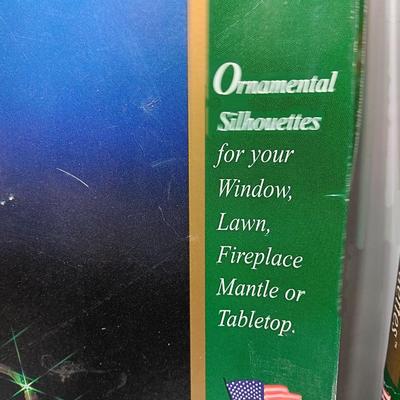 Ornamental
Silhouettes
for your
Window,
Lawn,
Fireplace
Mantle or
Tabletop.